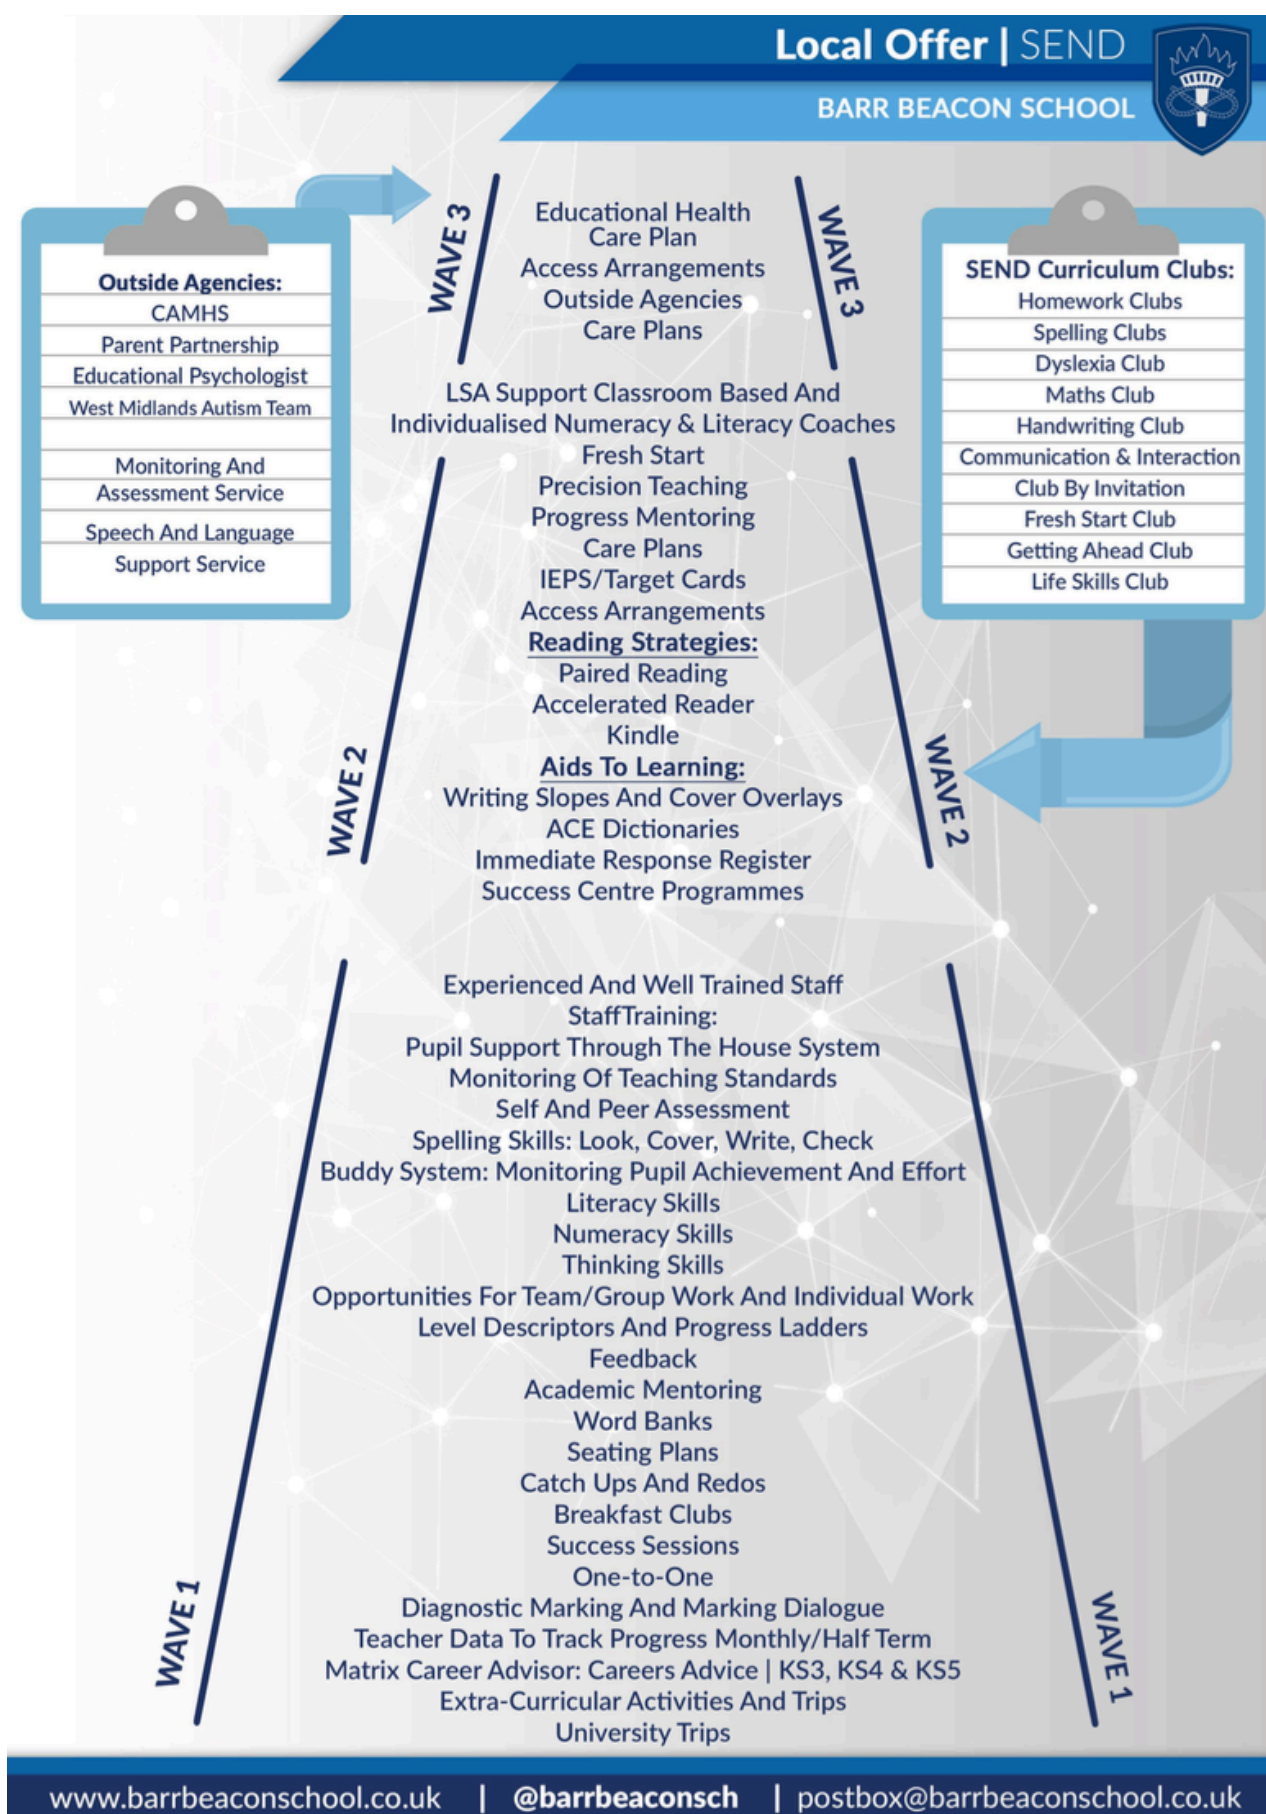 Local Offer | SEND
BARR BEACON SCHOOL
Outside Agencies:
CAMHS
Parent Partnership
Educational Psychologist
West Midlands Autism Team
Monitoring And
Assessment Service
Speech And Language
Support Service
WAVE 3
Educational Health
Care Plan
Access Arrangements
Outside Agencies
Care Plans
WAVE 3
SEND Curriculum Clubs:
Homework Clubs
Spelling Clubs
Dyslexia Club
Maths Club
Handwriting Club
Communication & Interaction
Club By Invitation
Fresh Start Club
Getting Ahead Club
Life Skills Club
LSA Support Classroom Based And
Individualised Numeracy & Literacy Coaches
Fresh Start
Precision Teaching
Progress Mentoring
Care Plans
IEPS/Target Cards
Access Arrangements
Reading Strategies:
Paired Reading
Accelerated Reader
Kindle
Aids To Learning:
Writing Slopes And Cover Overlays
ACE Dictionaries
Immediate Response Register
Success Centre Programmes
WAVE 2
WAVE 2
Experienced And Well Trained Staff
StaffTraining:
Pupil Support Through The House System
Monitoring Of Teaching Standards
Self And Peer Assessment
Spelling Skills: Look, Cover, Write, Check
Buddy System: Monitoring Pupil Achievement And Effort
Literacy Skills
Numeracy Skills
Thinking Skills
Opportunities For Team/Group Work And Individual Work
Level Descriptors And Progress Ladders
Feedback
Academic Mentoring
Word Banks
Seating Plans
Catch Ups And Redos
Breakfast Clubs
Success Sessions
One-to-One
Diagnostic Marking And Marking Dialogue
Teacher Data To Track Progress Monthly/Half Term
Matrix Career Advisor: Careers Advice | KS3, KS4 & KS5
Extra-Curricular Activities And Trips
University Trips
WAVE 1
WAVE 1
www.barrbeaconschool.co.uk | @barrbeaconsch | postbox@barrbeaconschool.co.uk